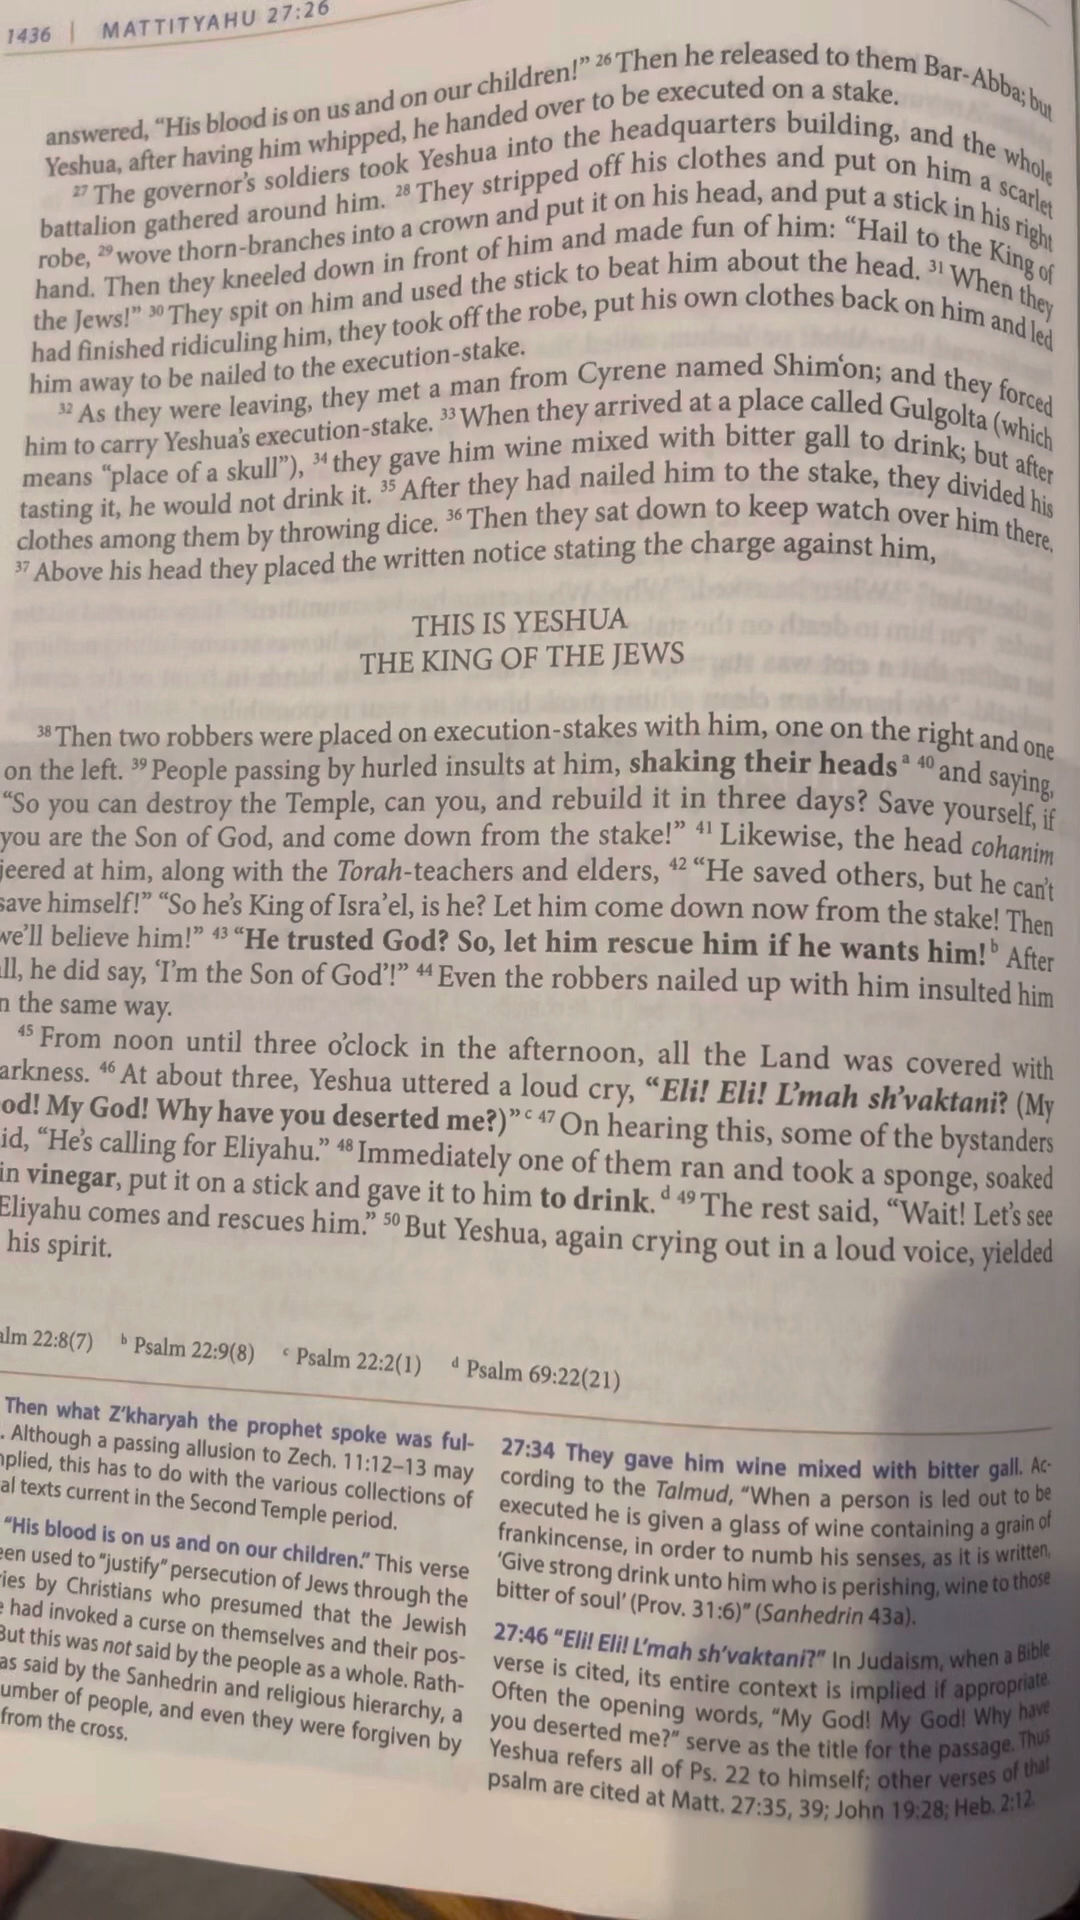 1436 | MATTITYAHU 27:26
answered, “His blood is on us and on our children!” 26 Then he released to them Bar-Abba; but
Yeshua, after having him whipped, he handed over to be executed on a stake.
27 The governor’s soldiers took Yeshua into the headquarters building, and the whole
battalion gathered around him. 28 They stripped off his clothes and put on him a scarlet
robe, 29 wove thorn-branches into a crown and put it on his head, and put a stick in his right
hand. Then they kneeled down in front of him and made fun of him: “Hail to the King of
the Jews!” 30 They spit on him and used the stick to beat him about the head. 31 When they
had finished ridiculing him, they took off the robe, put his own clothes back on him and led
him away to be nailed to the execution-stake.
32 As they were leaving, they met a man from Cyrene named Shim‘on; and they forced
him to carry Yeshua’s execution-stake. 33 When they arrived at a place called Gulgolta (which
means “place of a skull”), 34 they gave him wine mixed with bitter gall to drink; but after
tasting it, he would not drink it. 35 After they had nailed him to the stake, they divided his
clothes among them by throwing dice. 36 Then they sat down to keep watch over him there.
37 Above his head they placed the written notice stating the charge against him,
THIS IS YESHUA
THE KING OF THE JEWS
38 Then two robbers were placed on execution-stakes with him, one on the right and one
on the left. 39 People passing by hurled insults at him, shaking their heads a 40 and saying,
“So you can destroy the Temple, can you, and rebuild it in three days? Save yourself, if
you are the Son of God, and come down from the stake!” 41 Likewise, the head cohanim
jeered at him, along with the Torah-teachers and elders, 42 “He saved others, but he can’t
save himself!” “So he’s King of Isra’el, is he? Let him come down now from the stake! Then
we’ll believe him!” 43 “He trusted God? So, let him rescue him if he wants him! b After
ll, he did say, ‘I’m the Son of God’!” 44 Even the robbers nailed up with him insulted him
n the same way.
45 From noon until three o’clock in the afternoon, all the Land was covered with
arkness. 46 At about three, Yeshua uttered a loud cry, “Eli! Eli! L’mah sh’vaktani? (My
od! My God! Why have you deserted me?)” c 47 On hearing this, some of the bystanders
id, “He’s calling for Eliyahu.” 48 Immediately one of them ran and took a sponge, soaked
in vinegar, put it on a stick and gave it to him to drink. d 49 The rest said, “Wait! Let’s see
Eliyahu comes and rescues him.” 50 But Yeshua, again crying out in a loud voice, yielded
his spirit.
alm 22:8(7) b Psalm 22:9(8) c Psalm 22:2(1) d Psalm 69:22(21)
Then what Z’kharyah the prophet spoke was ful-
. Although a passing allusion to Zech. 11:12–13 may
plied, this has to do with the various collections of
al texts current in the Second Temple period.
“His blood is on us and on our children.” This verse
een used to “justify” persecution of Jews through the
ries by Christians who presumed that the Jewish
e had invoked a curse on themselves and their pos-
But this was not said by the people as a whole. Rath-
as said by the Sanhedrin and religious hierarchy, a
umber of people, and even they were forgiven by
from the cross.
27:34 They gave him wine mixed with bitter gall. Ac-
cording to the Talmud, “When a person is led out to be
executed he is given a glass of wine containing a grain of
frankincense, in order to numb his senses, as it is written,
‘Give strong drink unto him who is perishing, wine to those
bitter of soul’ (Prov. 31:6)” (Sanhedrin 43a).
27:46 “Eli! Eli! L’mah sh’vaktani?” In Judaism, when a Bible
verse is cited, its entire context is implied if appropriate.
Often the opening words, “My God! My God! Why have
you deserted me?” serve as the title for the passage. Thus
Yeshua refers all of Ps. 22 to himself; other verses of that
psalm are cited at Matt. 27:35, 39; John 19:28; Heb. 2:12.